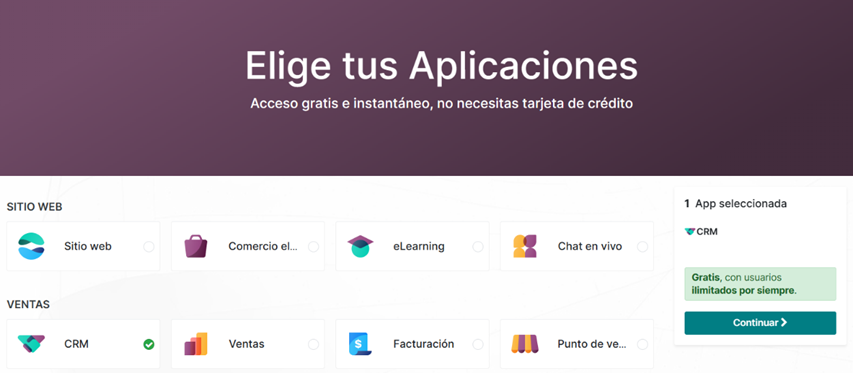 Elige tus Aplicaciones
Acceso gratis e instantáneo, no necesitas tarjeta de crédito
SITIO WEB
Sitio web
Comercio el...
eLearning
Chat en vivo
VENTAS
CRM
Ventas
Facturación
Punto de ve...
1 App seleccionada
CRM
Gratis, con usuarios
ilimitados por siempre.
Continuar